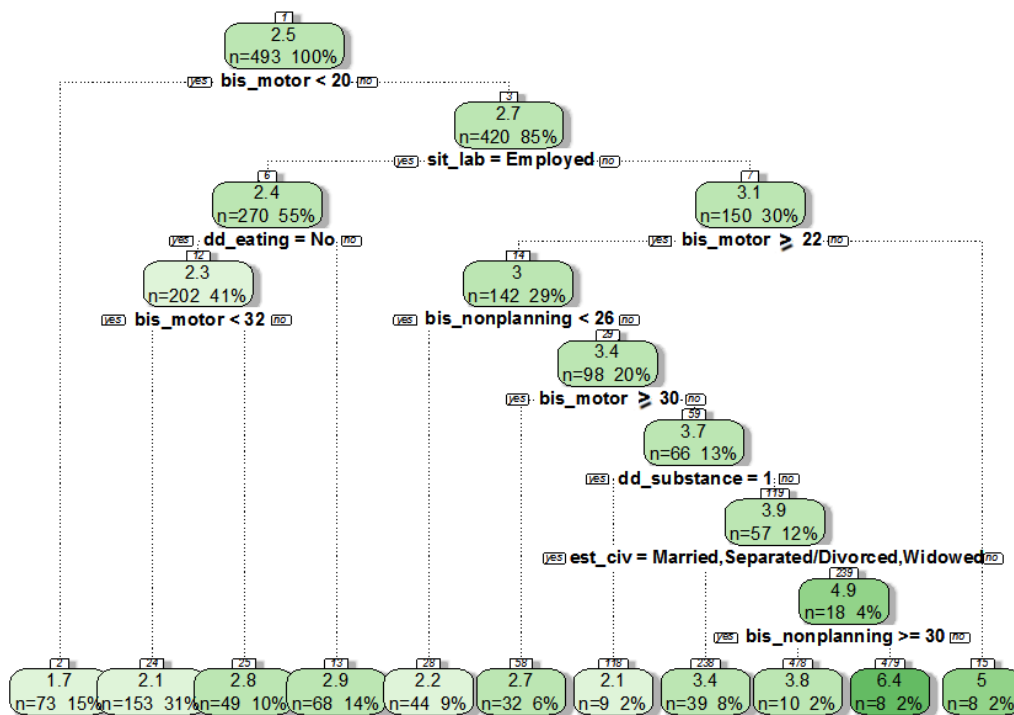 1
2.5
n=493 100%
yes bis_motor < 20 no
3
2.7
n=420 85%
yes sit_lab = Employed no
6
2.4
n=270 55%
yes dd_eating = No no
7
3.1
n=150 30%
yes bis_motor ≥ 22 no
12
2.3
n=202 41%
yes bis_motor < 32 no
14
3
n=142 29%
yes bis_nonplanning < 26 no
29
3.4
n=98 20%
yes bis_motor ≥ 30 no
59
3.7
n=66 13%
yes dd_substance = 1 no
119
3.9
n=57 12%
yes est_civ = Married,Separated/Divorced,Widowed no
239
4.9
n=18 4%
yes bis_nonplanning >= 30 no
2
1.7
n=73 15%
24
2.1
n=153 31%
25
2.8
n=49 10%
13
2.9
n=68 14%
28
2.2
n=44 9%
58
2.7
n=32 6%
118
2.1
n=9 2%
238
3.4
n=39 8%
478
3.8
n=10 2%
479
6.4
n=8 2%
15
5
n=8 2%